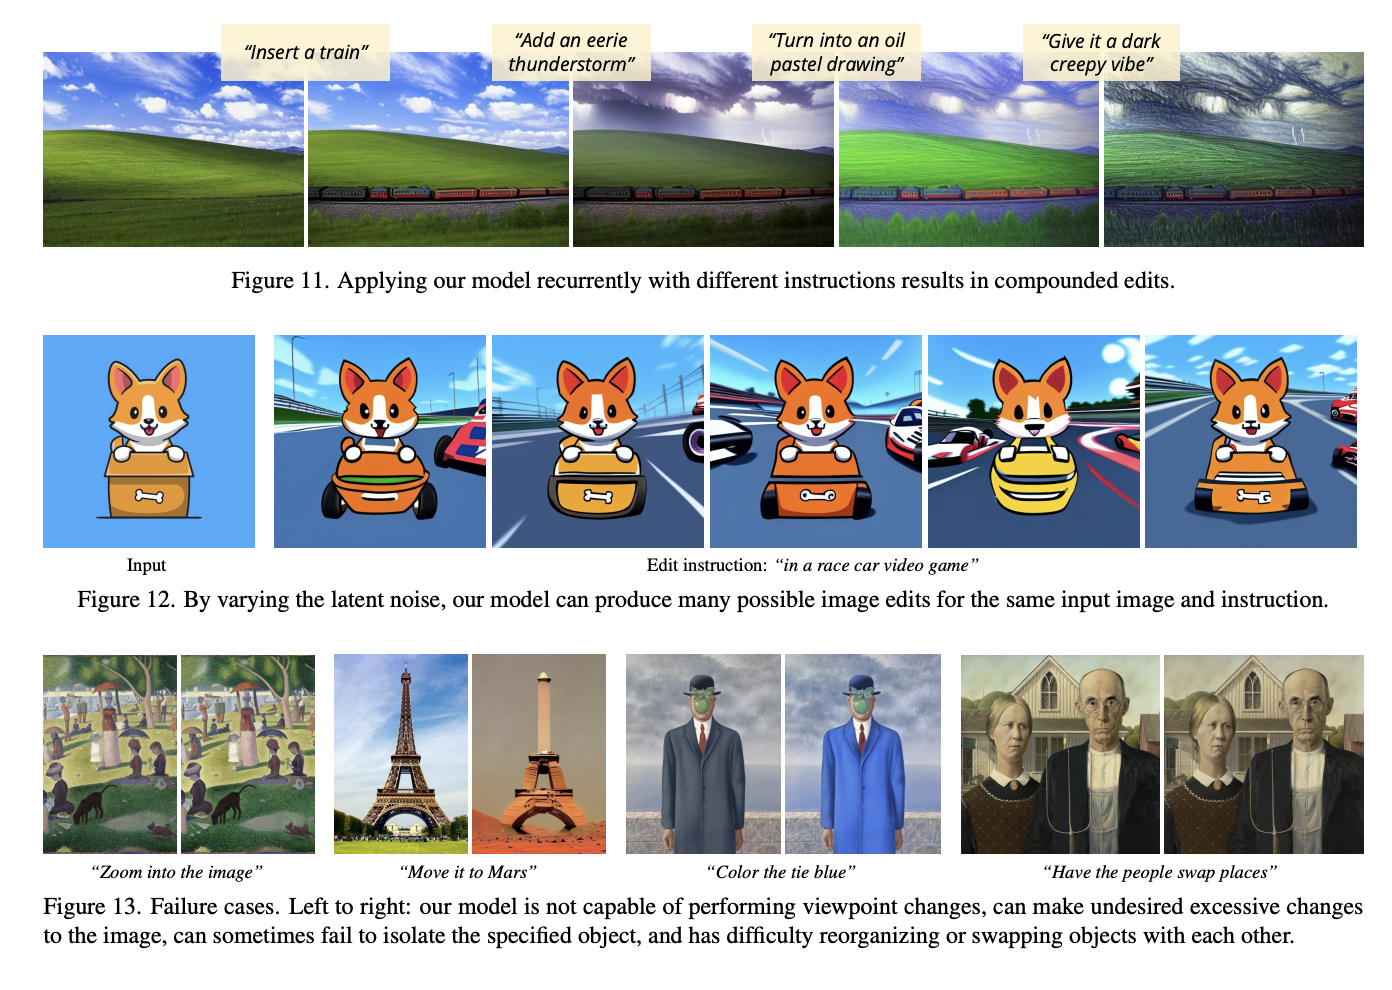 “Insert a train”
“Add an eerie
thunderstorm”
“Turn into an oil
pastel drawing”
“Give it a dark
creepy vibe”
Figure 11. Applying our model recurrently with different instructions results in compounded edits.
Input
Edit instruction: “in a race car video game”
Figure 12. By varying the latent noise, our model can produce many possible image edits for the same input image and instruction.
“Zoom into the image”
“Move it to Mars”
“Color the tie blue”
“Have the people swap places”
Figure 13. Failure cases. Left to right: our model is not capable of performing viewpoint changes, can make undesired excessive changes
to the image, can sometimes fail to isolate the specified object, and has difficulty reorganizing or swapping objects with each other.